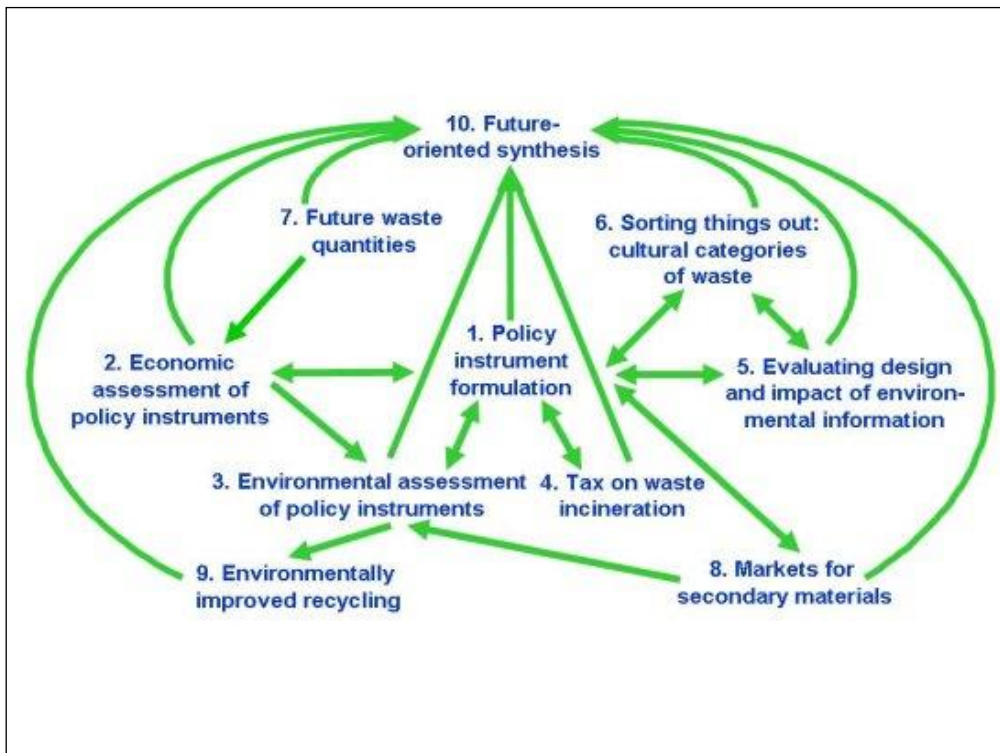 10. Future-
oriented synthesis
7. Future waste
quantities
6. Sorting things out:
cultural categories
of waste
1. Policy
instrument
formulation
2. Economic
assessment of
policy instruments
5. Evaluating design
and impact of environ-
mental information
3. Environmental assessment
of policy instruments
4. Tax on waste
incineration
9. Environmentally
improved recycling
8. Markets for
secondary materials